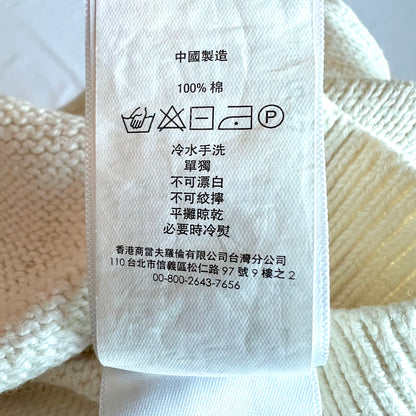 中國製造
100% 棉
P
冷水手洗
單獨
不可漂白
不可絞擰
平攤晾乾
必要時冷熨
香港商當夫羅倫有限公司台灣分公司
110 台北市信義區松仁路 97 號 9 樓之 2
00-800-2643-7656